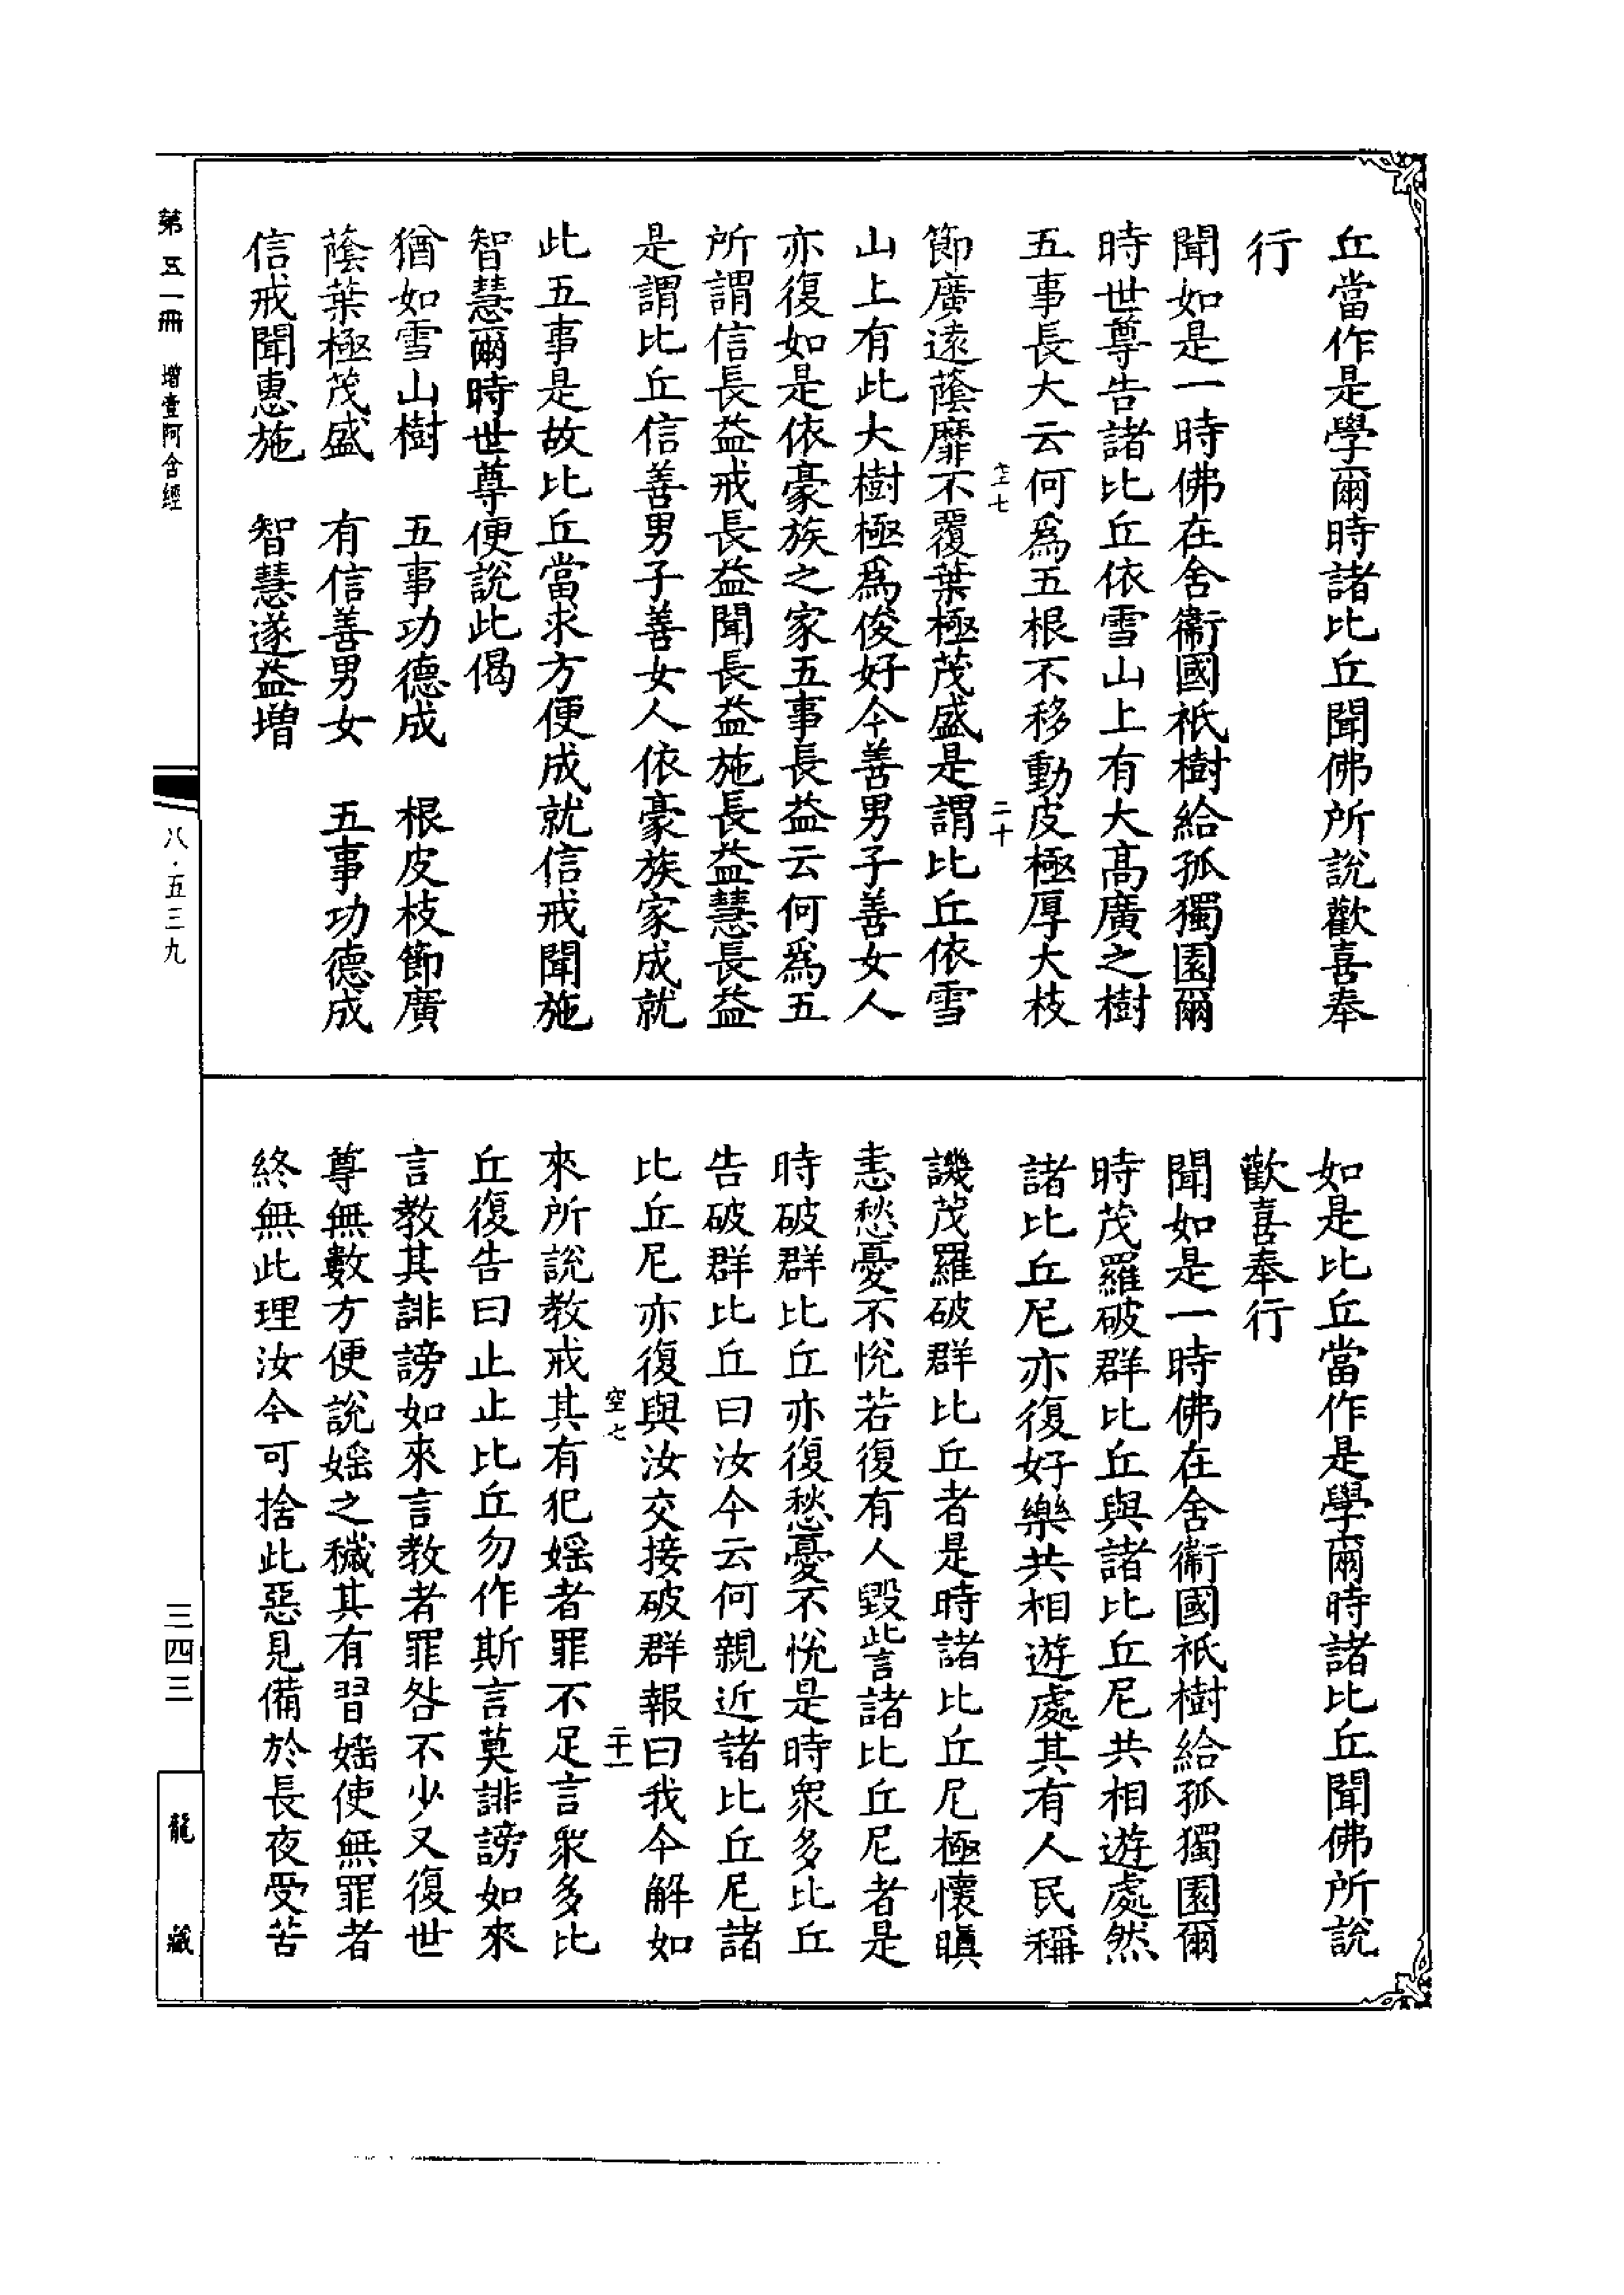 丘當作是學爾時諸比丘聞佛所說歡喜奉
行
聞如是一時佛在舍衞國祇樹給孤獨園爾
時世尊告諸比丘依雪山上有大高廣之樹
五事長大云何爲五根不移動皮極厚大枝
二十
節廣遠蔭靡不覆葉極茂盛是謂比丘依雪
山上有此大樹極爲俊好今善男子善女人
亦復如是依豪族之家五事長益云何爲五
所謂信長益戒長益聞長益施長益慧長益
是謂比丘信善男子善女人依豪族家成就
此五事是故比丘當求方便成就信戒聞施
智慧爾時世尊便說此偈
猶如雪山樹　五事功德成　根皮枝節廣
蔭葉極茂盛　有信善男女　五事功德成
信戒聞惠施　智慧遂益增
如是比丘當作是學爾時諸比丘聞佛所說
歡喜奉行
聞如是一時佛在舍衞國祇樹給孤獨園爾
時茂羅破群比丘與諸比丘尼共相遊處然
諸比丘尼亦復好樂共相遊處其有人民稱
譏茂羅破群比丘者是時諸比丘尼極懷瞋
恚愁憂不悅若復有人毀呰諸比丘尼者是
時破群比丘亦復愁憂不悅是時衆多比丘
告破群比丘曰汝今云何親近諸比丘尼諸
比丘尼亦復與汝交接破群報曰我今解如
空七　二十一
來所說教戒其有犯婬者罪不足言衆多比
丘復告曰止止比丘勿作斯言莫誹謗如來
言教其誹謗如來言教者罪咎不少又復世
尊無數方便說婬之穢其有習婬使無罪者
終無此理汝今可捨此惡見備於長夜受苦
第五一冊　增壹阿含經
八·五三九
三四三
龍藏